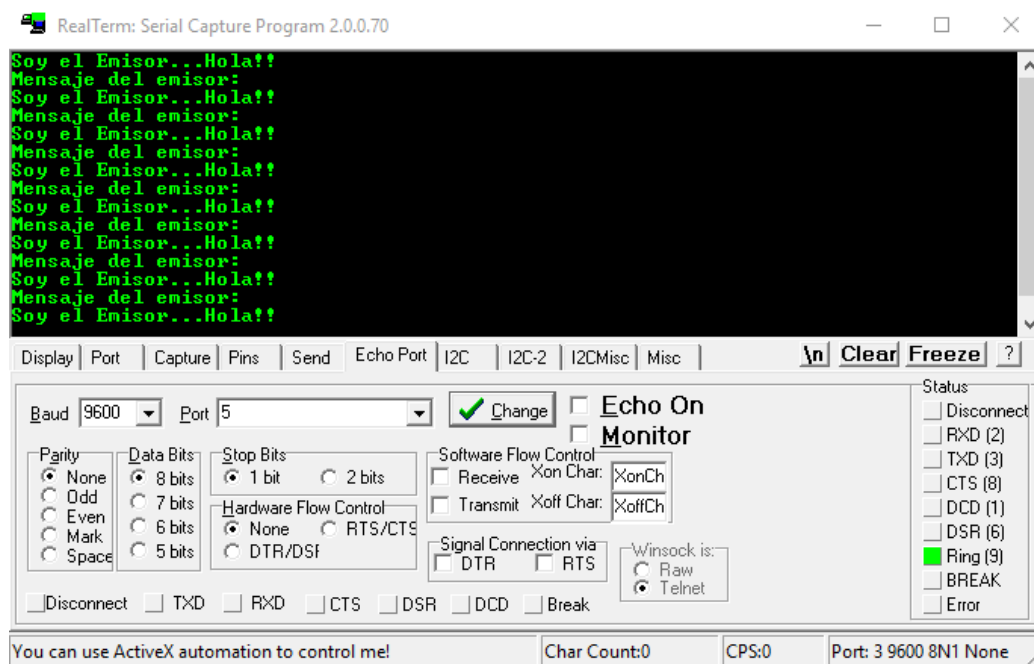 RealTerm: Serial Capture Program 2.0.0.70
Soy el Emisor...Hola!!
Mensaje del emisor:
Soy el Emisor...Hola!!
Mensaje del emisor:
Soy el Emisor...Hola!!
Mensaje del emisor:
Soy el Emisor...Hola!!
Mensaje del emisor:
Soy el Emisor...Hola!!
Mensaje del emisor:
Soy el Emisor...Hola!!
Mensaje del emisor:
Soy el Emisor...Hola!!
Mensaje del emisor:
Soy el Emisor...Hola!!
Display Port Capture Pins Send Echo Port I2C I2C-2 I2CMisc Misc \n Clear Freeze ?
Baud 9600 Port 5 Change
Echo On
Monitor
Parity
None
Odd
Even
Mark
Space
Data Bits
8 bits
7 bits
6 bits
5 bits
Stop Bits
1 bit 2 bits
Hardware Flow Control
None RTS/CTS
DTR/DSF
Software Flow Control
Receive Xon Char: XonCh
Transmit Xoff Char: XoffCh
Signal Connection via
DTR RTS
Winsock is:
Raw
Telnet
Disconnect TXD RXD CTS DSR DCD Break
Status
Disconnect
RXD (2)
TXD (3)
CTS (8)
DCD (1)
DSR (6)
Ring (9)
BREAK
Error
You can use ActiveX automation to control me! Char Count:0 CPS:0 Port: 3 9600 8N1 None